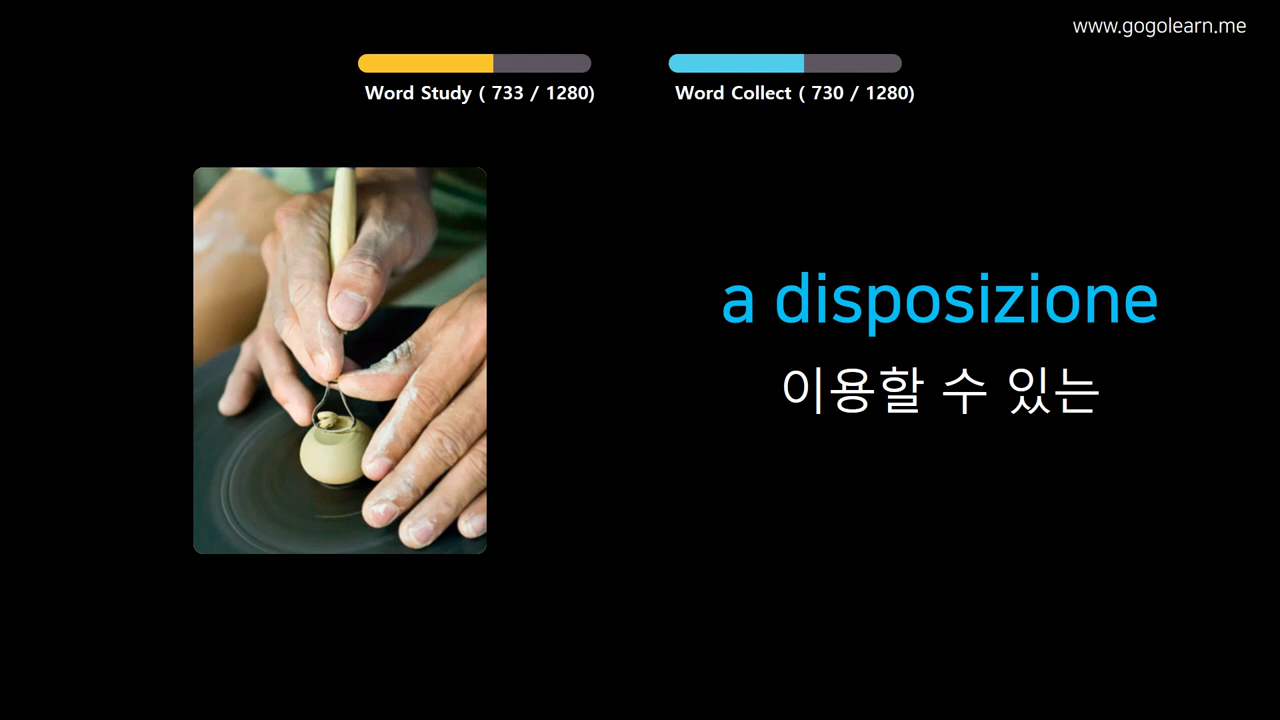 www.gogolearn.me
Word Study ( 733 / 1280)
Word Collect ( 730 / 1280)
a disposizione
이용할 수 있는